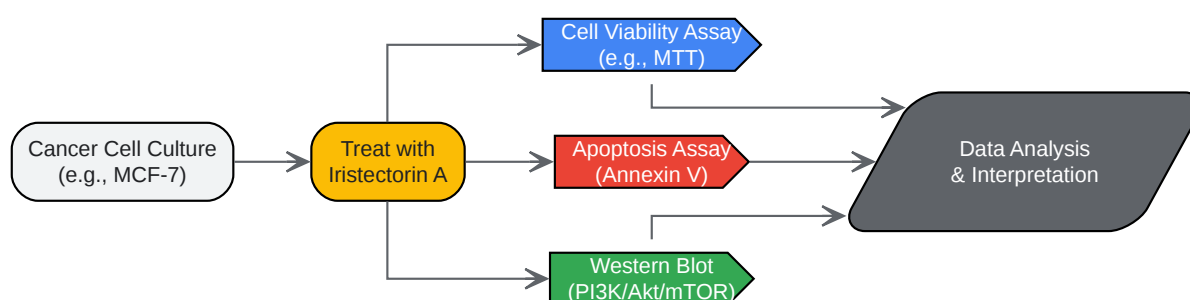 Cancer Cell Culture
(e.g., MCF-7)
Treat with
Iristectorin A
Cell Viability Assay
(e.g., MTT)
Apoptosis Assay
(Annexin V)
Western Blot
(PI3K/Akt/mTOR)
Data Analysis
& Interpretation